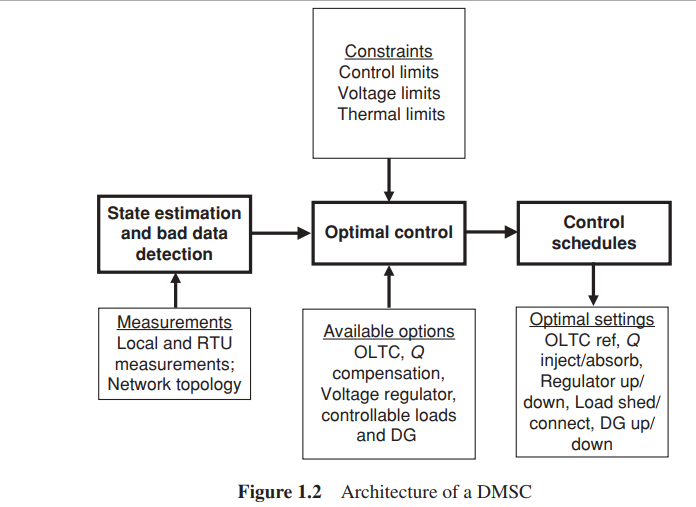 Constraints
Control limits
Voltage limits
Thermal limits
State estimation
and bad data
detection
Optimal control
Control
schedules
Measurements
Local and RTU
measurements;
Network topology
Available options
OLTC, Q
compensation,
Voltage regulator,
controllable loads
and DG
Optimal settings
OLTC ref, Q
inject/absorb,
Regulator up/
down, Load shed/
connect, DG up/
down
Figure 1.2 Architecture of a DMSC